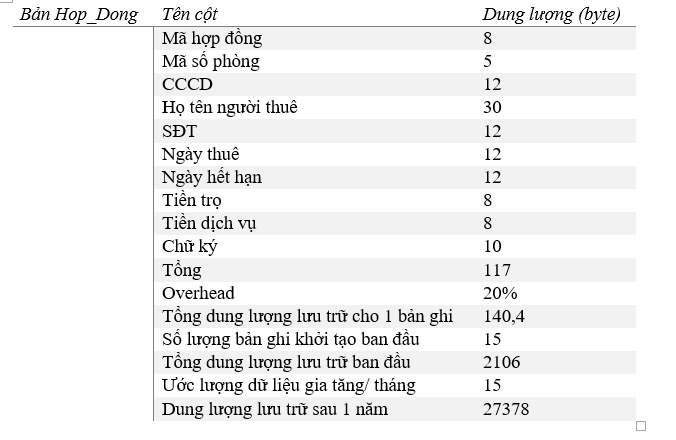 Bản Hop_Dong Tên cột Dung lượng (byte)
Mã hợp đồng 8
Mã số phòng 5
CCCD 12
Họ tên người thuê 30
SĐT 12
Ngày thuê 12
Ngày hết hạn 12
Tiền trọ 8
Tiền dịch vụ 8
Chữ ký 10
Tổng 117
Overhead 20%
Tổng dung lượng lưu trữ cho 1 bản ghi 140,4
Số lượng bản ghi khởi tạo ban đầu 15
Tổng dung lượng lưu trữ ban đầu 2106
Ước lượng dữ liệu gia tăng/ tháng 15
Dung lượng lưu trữ sau 1 năm 27378